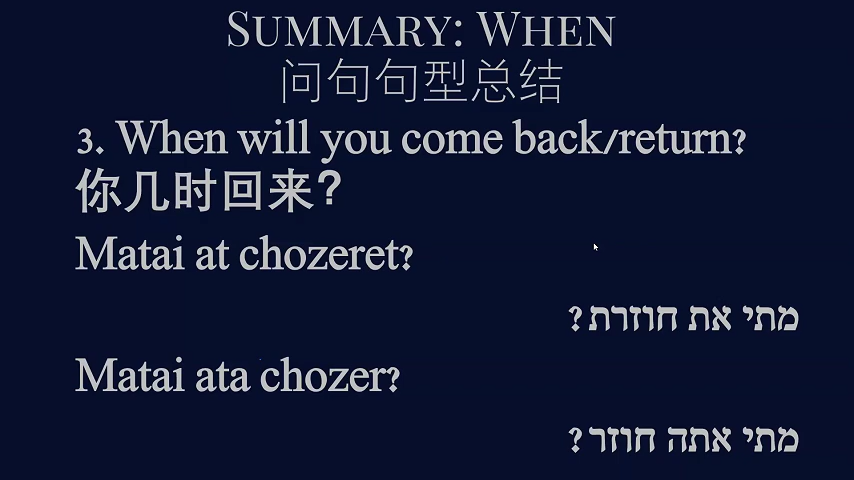 SUMMARY: WHEN
问句句型总结
3. When will you come back/return?
你几时回来?
Matai at chozeret?
מתי את חוזרת?
Matai ata chozer?
מתי אתה חוזר?